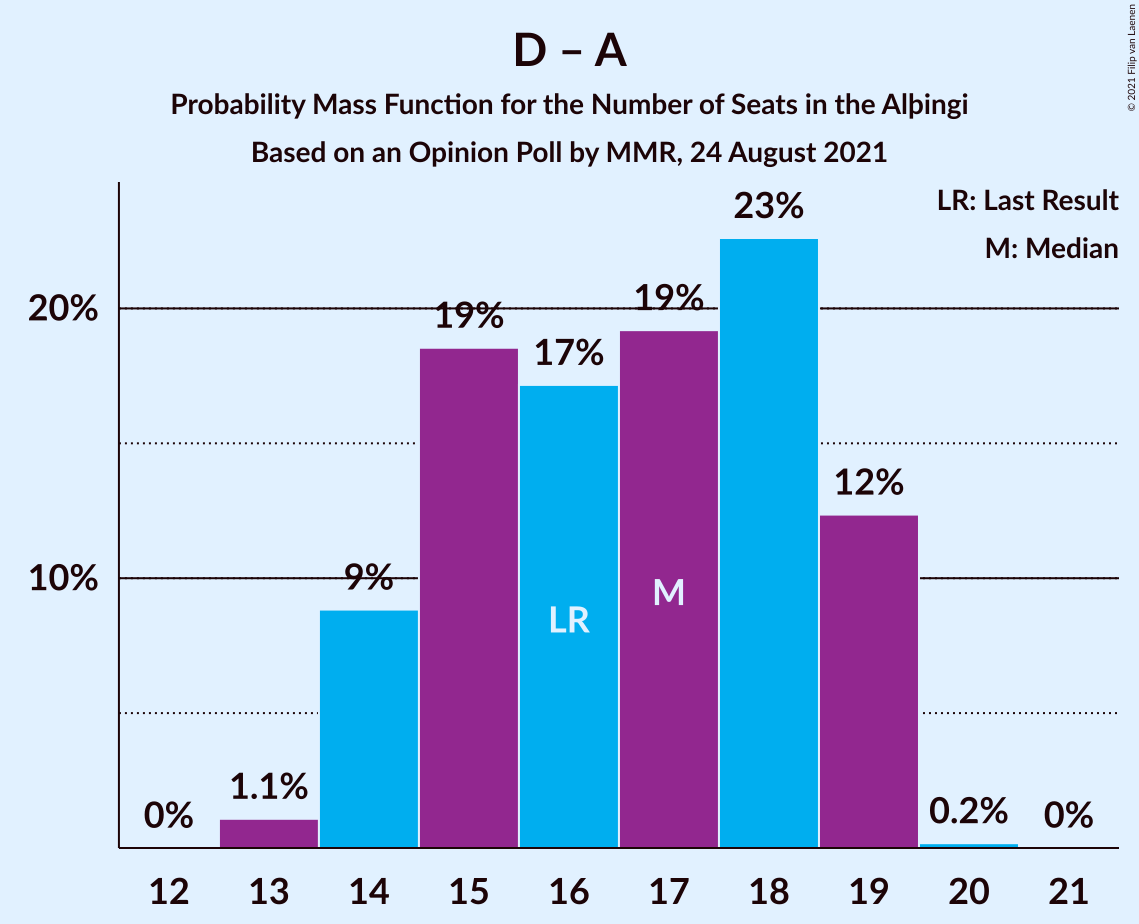 D – A
Probability Mass Function for the Number of Seats in the Alþingi
Based on an Opinion Poll by MMR, 24 August 2021
© 2021 Filip van Laenen
LR: Last Result
M: Median
20%
10%
0%
1.1%
9%
19%
17%
19%
23%
12%
0.2%
0%
LR
M
12 13 14 15 16 17 18 19 20 21